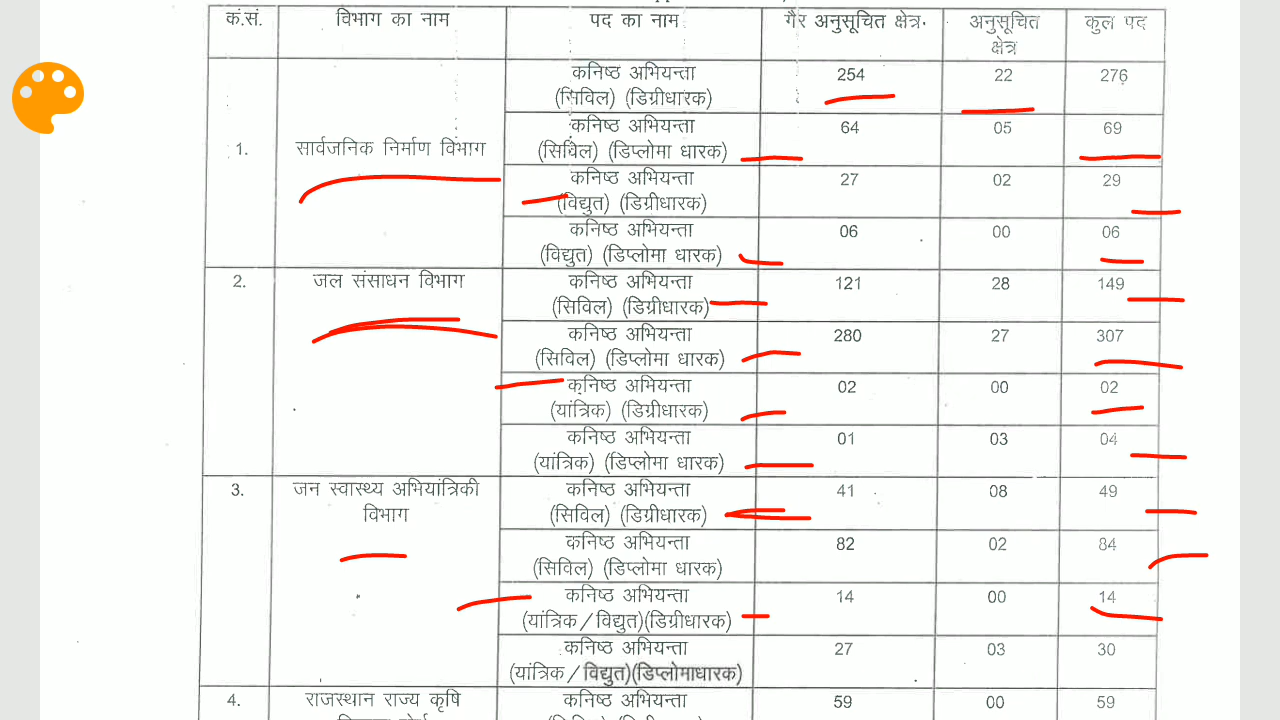 कं.सं. विभाग का नाम पद का नाम गैर अनुसूचित क्षेत्र अनुसूचित क्षेत्र कुल पद
1. सार्वजनिक निर्माण विभाग
कनिष्ठ अभियन्ता 254 22 276
(सिविल) (डिग्रीधारक)
कनिष्ठ अभियन्ता 64 05 69
(सिविल) (डिप्लोमा धारक)
कनिष्ठ अभियन्ता 27 02 29
(विद्युत) (डिग्रीधारक)
कनिष्ठ अभियन्ता 06 00 06
(विद्युत) (डिप्लोमा धारक)
2. जल संसाधन विभाग
कनिष्ठ अभियन्ता 121 28 149
(सिविल) (डिग्रीधारक)
कनिष्ठ अभियन्ता 280 27 307
(सिविल) (डिप्लोमा धारक)
कनिष्ठ अभियन्ता 02 00 02
(यांत्रिक) (डिग्रीधारक)
कनिष्ठ अभियन्ता 01 03 04
(यांत्रिक) (डिप्लोमा धारक)
3. जन स्वास्थ्य अभियांत्रिकी
विभाग
कनिष्ठ अभियन्ता 41 08 49
(सिविल) (डिग्रीधारक)
कनिष्ठ अभियन्ता 82 02 84
(सिविल) (डिप्लोमा धारक)
कनिष्ठ अभियन्ता 14 00 14
(यांत्रिक/विद्युत)(डिग्रीधारक)
कनिष्ठ अभियन्ता 27 03 30
(यांत्रिक/विद्युत)(डिप्लोमाधारक)
4. राजस्थान राज्य कृषि कनिष्ठ अभियन्ता 59 00 59